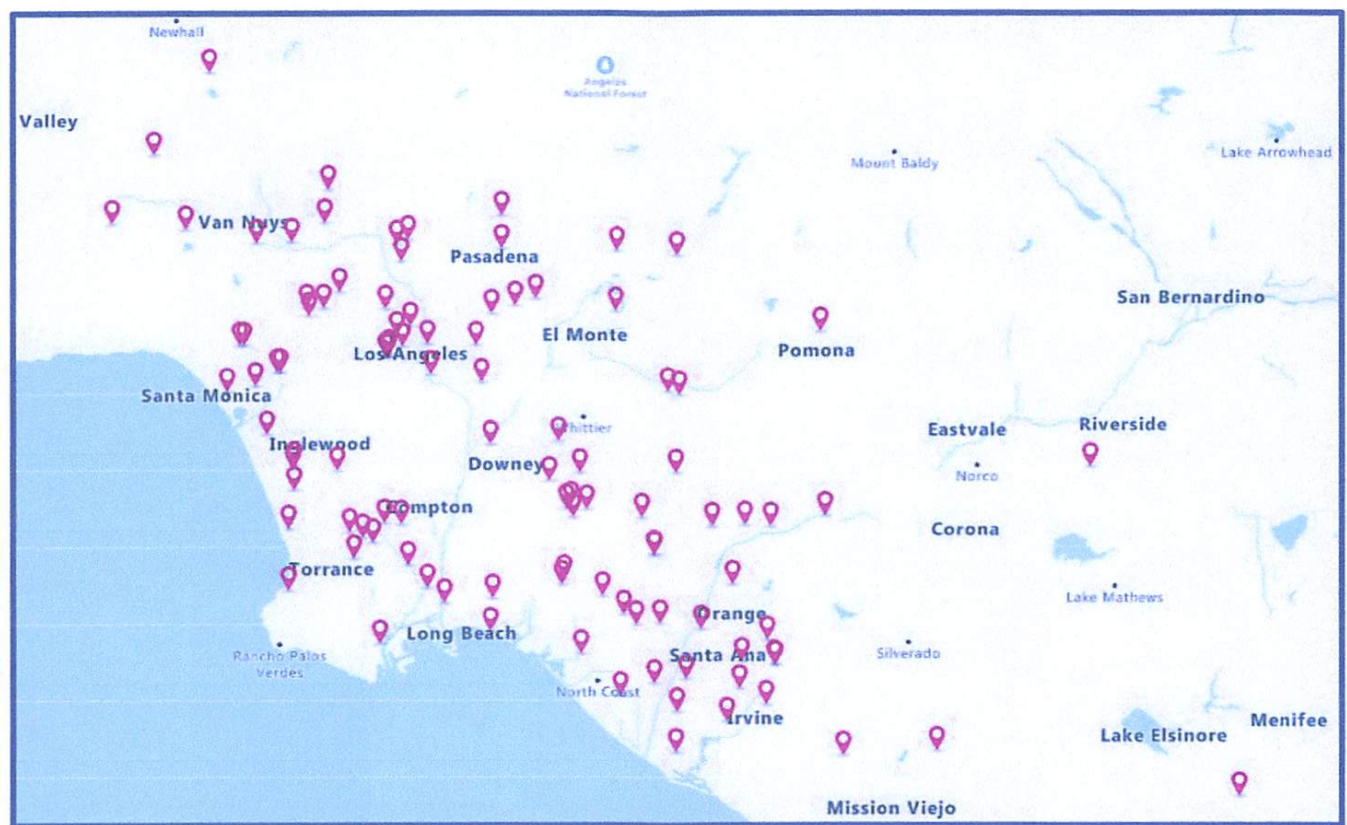 Newhall
Angeles
National Forest
Valley
Lake Arrowhead
Mount Baldy
Van Nuys
Pasadena
San Bernardino
El Monte
Pomona
Los Angeles
Santa Monica
Whittier
Eastvale
Riverside
Inglewood
Downey
Norco
Compton
Corona
Torrance
Lake Mathews
Orange
Long Beach
Rancho Palos
Verdes
Santa Ana
Silverado
North Coast
Irvine
Menifee
Lake Elsinore
Mission Viejo